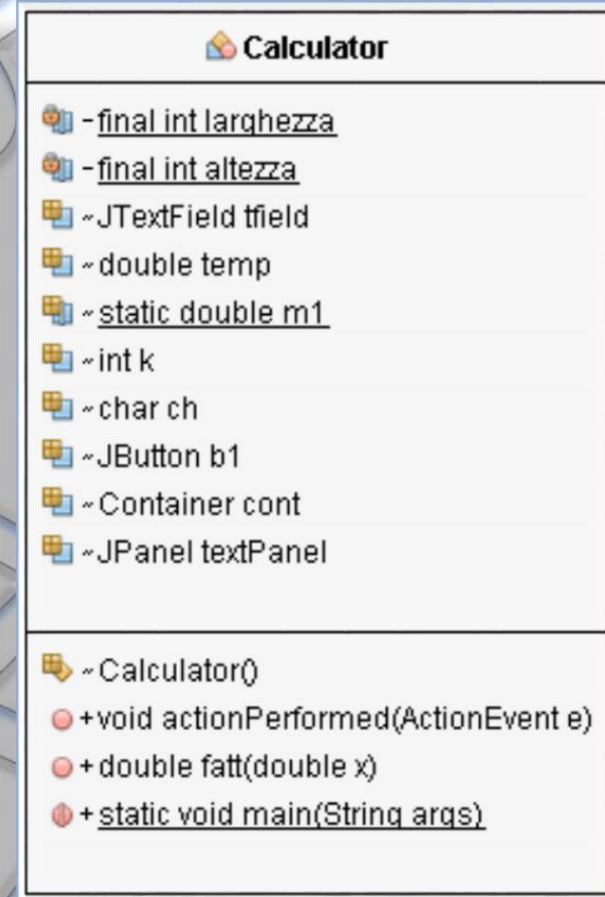 Calculator
-final int larghezza
-final int altezza
~JTextField tfield
~double temp
~static double m1
~int k
~char ch
~JButton b1
~Container cont
~JPanel textPanel
~Calculator()
+void actionPerformed(ActionEvent e)
+double fatt(double x)
+static void main(String args)